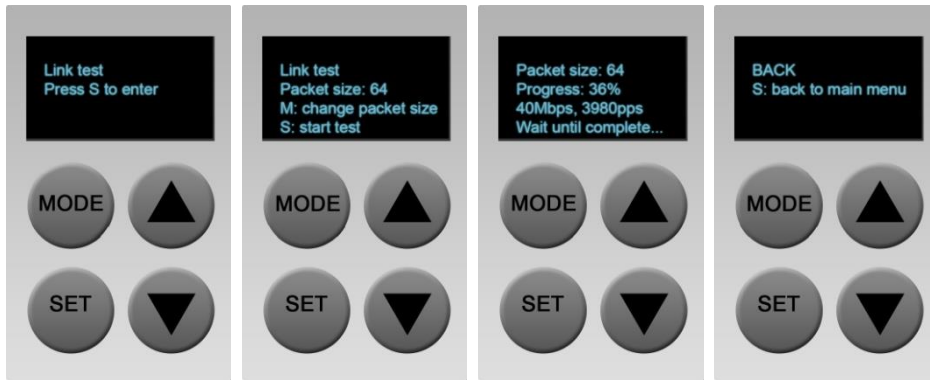 Link test
Press S to enter
MODE
SET
Link test
Packet size: 64
M: change packet size
S: start test
MODE
SET
Packet size: 64
Progress: 36%
40Mbps, 3980pps
Wait until complete...
MODE
SET
BACK
S: back to main menu
MODE
SET